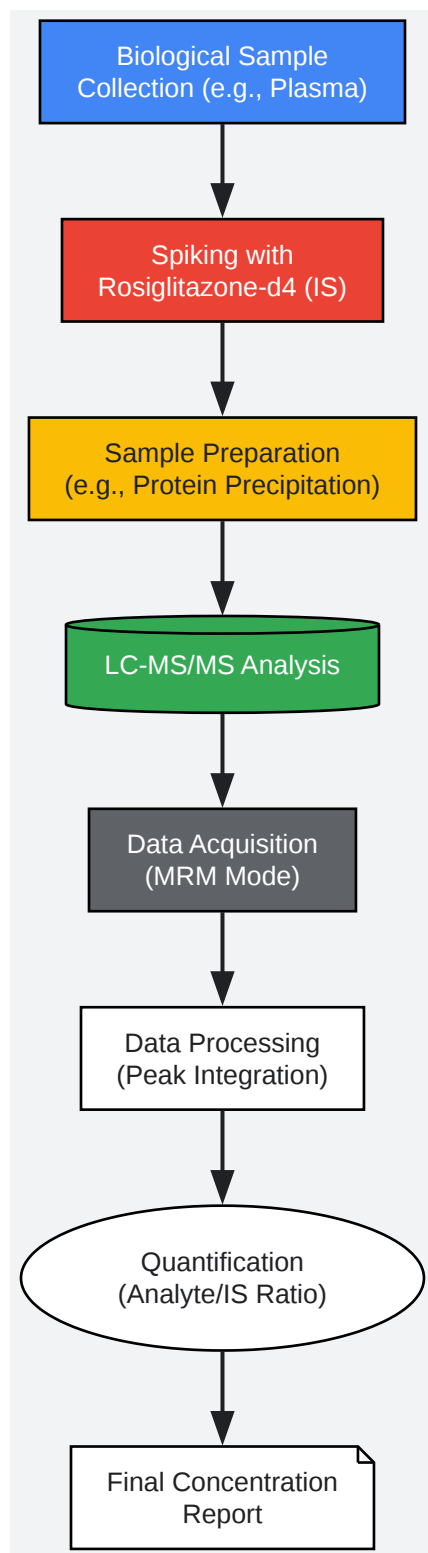 Biological Sample
Collection (e.g., Plasma)
Spiking with
Rosiglitazone-d4 (IS)
Sample Preparation
(e.g., Protein Precipitation)
LC-MS/MS Analysis
Data Acquisition
(MRM Mode)
Data Processing
(Peak Integration)
Quantification
(Analyte/IS Ratio)
Final Concentration
Report